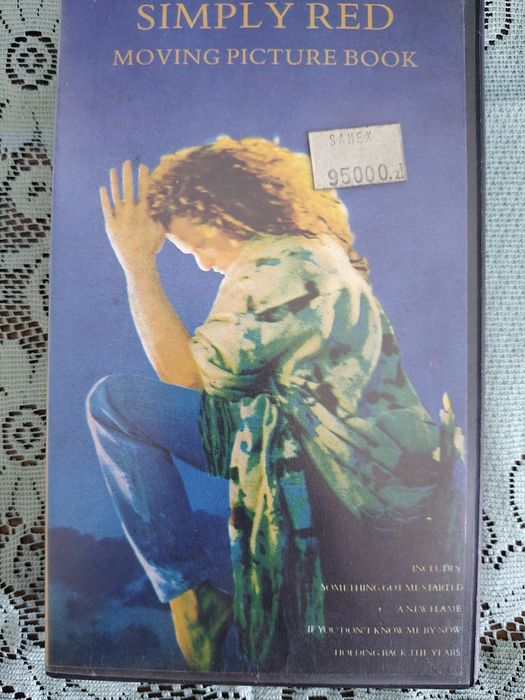 SIMPLY RED
MOVING PICTURE BOOK
SAMEX
95000.zł
INCLUDES
SOMETHING GOT ME STARTED
A NEW FLAME
IF YOU DON'T KNOW ME BY NOW
HOLDING BACK THE YEARS